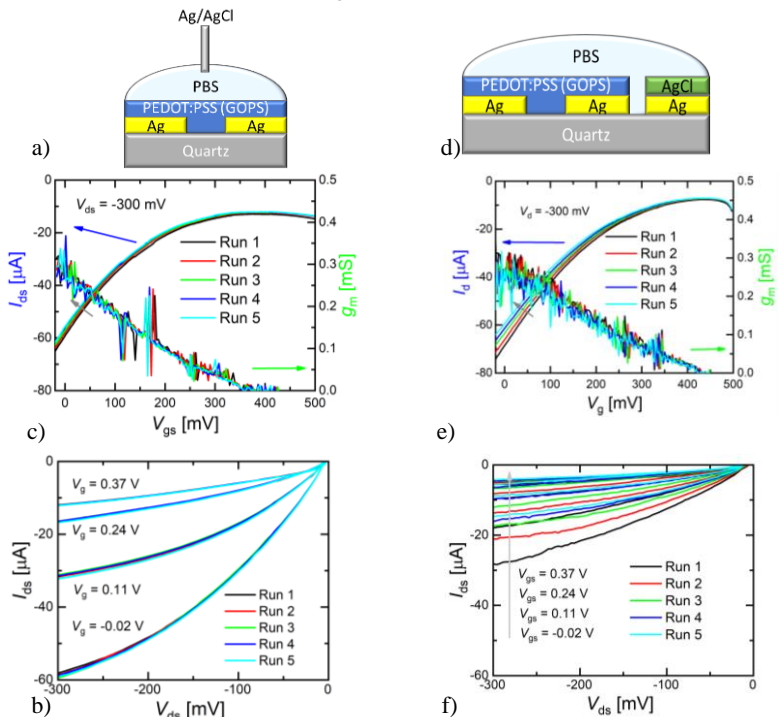 Ag/AgCl
PBS
PEDOT:PSS (GOPS)
Ag Ag
Quartz
a)
PBS
PEDOT:PSS (GOPS) AgCl
Ag Ag Ag
Quartz
d)
0
-20
-40
-60
-80
Ids [µA]
Vds = -300 mV
Run 1
Run 2
Run 3
Run 4
Run 5
0.5
0.4
0.3
0.2
0.1
0.0
gm [mS]
0 100 200 300 400 500
Vgs [mV]
c)
0
-20
-40
-60
-80
Id [µA]
Vd = -300 mV
Run 1
Run 2
Run 3
Run 4
Run 5
0.5
0.4
0.3
0.2
0.1
0.0
gm [mS]
0 100 200 300 400 500
Vg [mV]
e)
0
-20
-40
-60
Ids [µA]
Vg = 0.37 V
Vg = 0.24 V
Vg = 0.11 V
Vg = -0.02 V
Run 1
Run 2
Run 3
Run 4
Run 5
-300 -200 -100 0
Vds [mV]
b)
0
-20
-40
-60
Ids [µA]
Vgs = 0.37 V
Vgs = 0.24 V
Vgs = 0.11 V
Vgs = -0.02 V
Run 1
Run 2
Run 3
Run 4
Run 5
-300 -200 -100 0
Vds [mV]
f)